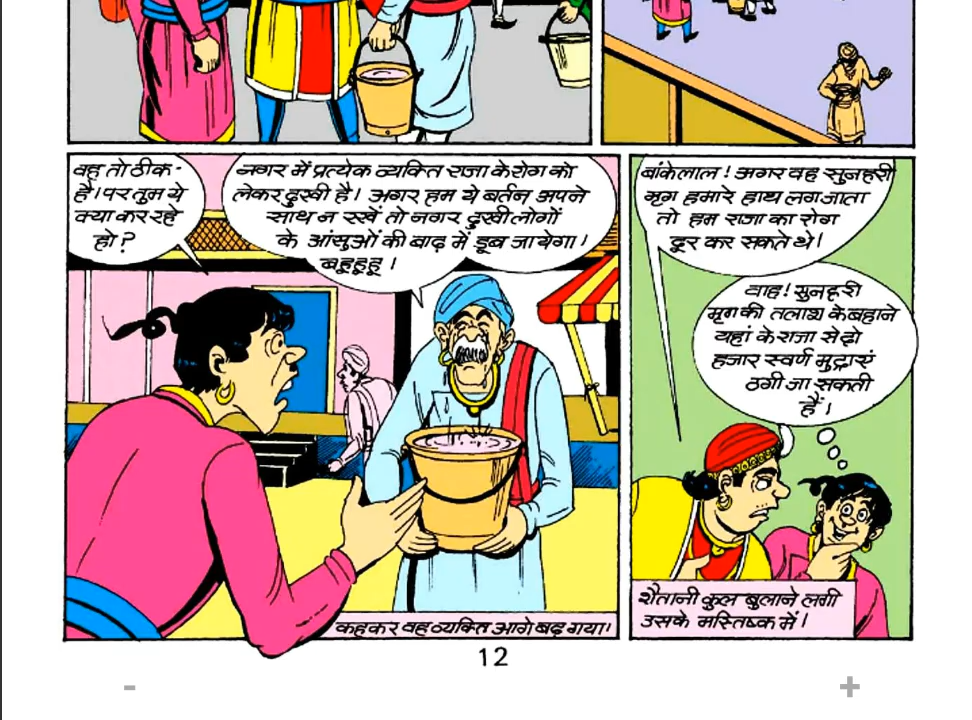 वह तो ठीक-
है। पर तुम ये
क्या कर रहे
हो?
नगर में प्रत्येक व्यक्ति राजा के रोग को
लेकर दुखी है। अगर हम ये बर्तन अपने
साथ न रखें तो नगर दुखी लोगों
के आंसुओं की बाढ़ में डूब जायेगा।
बहूहूहू!
कहकर वह व्यक्ति आगे बढ़ गया।
बांकेलाल! अगर वह सुनहरी
मृग हमारे हाथ लग जाता
तो हम राजा का रोग
दूर कर सकते थे।
वाह! सुनहरी
मृग की तलाश के बहाने
यहां के राजा से दो
हजार स्वर्ण मुद्राएं
ठगी जा सकती
हैं।
शैतानी कुल बुलाने लगी
उसके मस्तिष्क में।
12
-
+